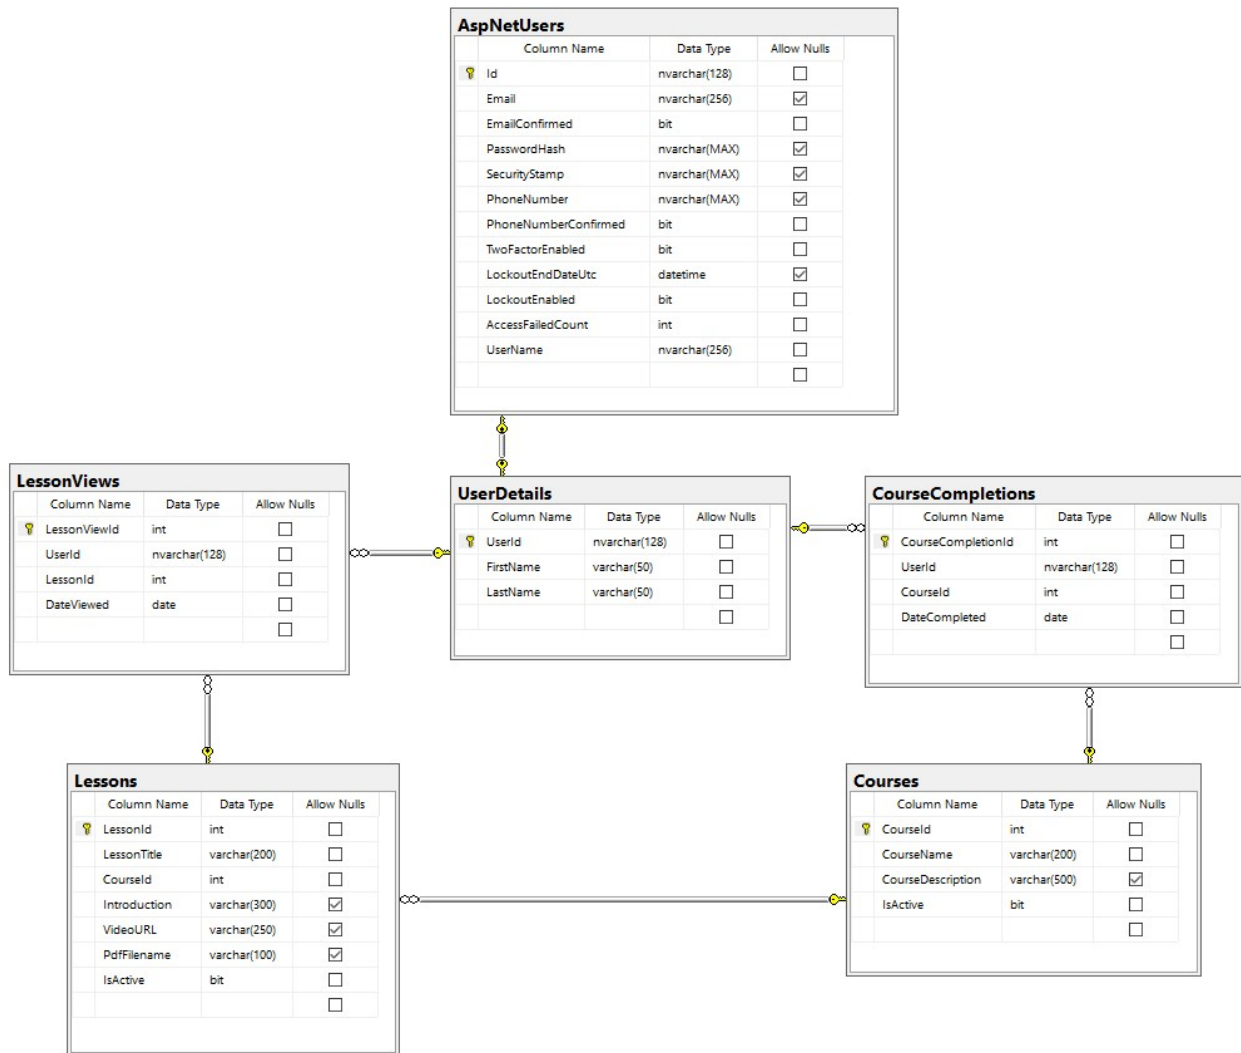 AspNetUsers
Column Name Data Type Allow Nulls
Id nvarchar(128)
Email nvarchar(256)
EmailConfirmed bit
PasswordHash nvarchar(MAX)
SecurityStamp nvarchar(MAX)
PhoneNumber nvarchar(MAX)
PhoneNumberConfirmed bit
TwoFactorEnabled bit
LockoutEndDateUtc datetime
LockoutEnabled bit
AccessFailedCount int
UserName nvarchar(256)
LessonViews
Column Name Data Type Allow Nulls
LessonViewId int
UserId nvarchar(128)
LessonId int
DateViewed date
UserDetails
Column Name Data Type Allow Nulls
UserId nvarchar(128)
FirstName varchar(50)
LastName varchar(50)
CourseCompletions
Column Name Data Type Allow Nulls
CourseCompletionId int
UserId nvarchar(128)
CourseId int
DateCompleted date
Lessons
Column Name Data Type Allow Nulls
LessonId int
LessonTitle varchar(200)
CourseId int
Introduction varchar(300)
VideoURL varchar(250)
PdfFilename varchar(100)
IsActive bit
Courses
Column Name Data Type Allow Nulls
CourseId int
CourseName varchar(200)
CourseDescription varchar(500)
IsActive bit